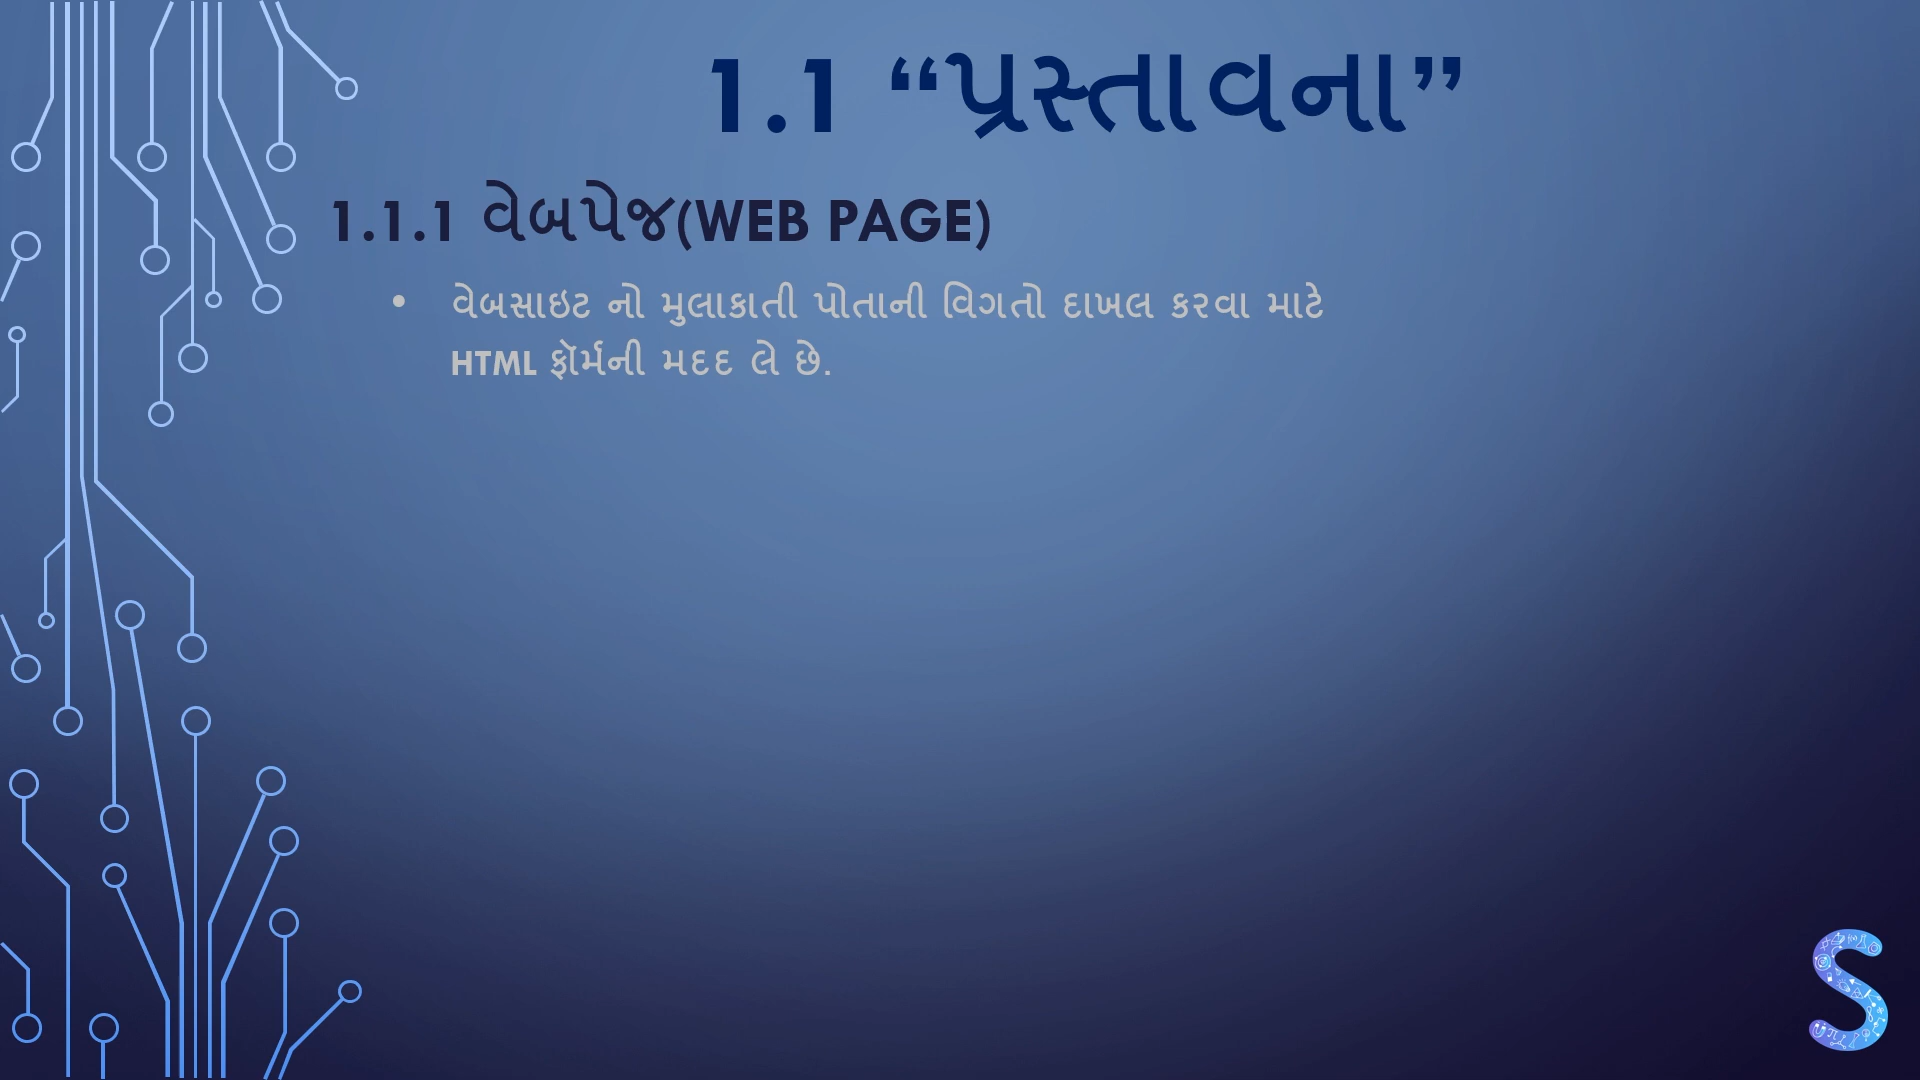 1.1 “પ્રસ્તાવના”
1.1.1 વેબપેજ(WEB PAGE)
• વેબસાઇટ નો મુલાકાતી પોતાની વિગતો દાખલ કરવા માટે
HTML ફૉર્મની મદદ લે છે.
S